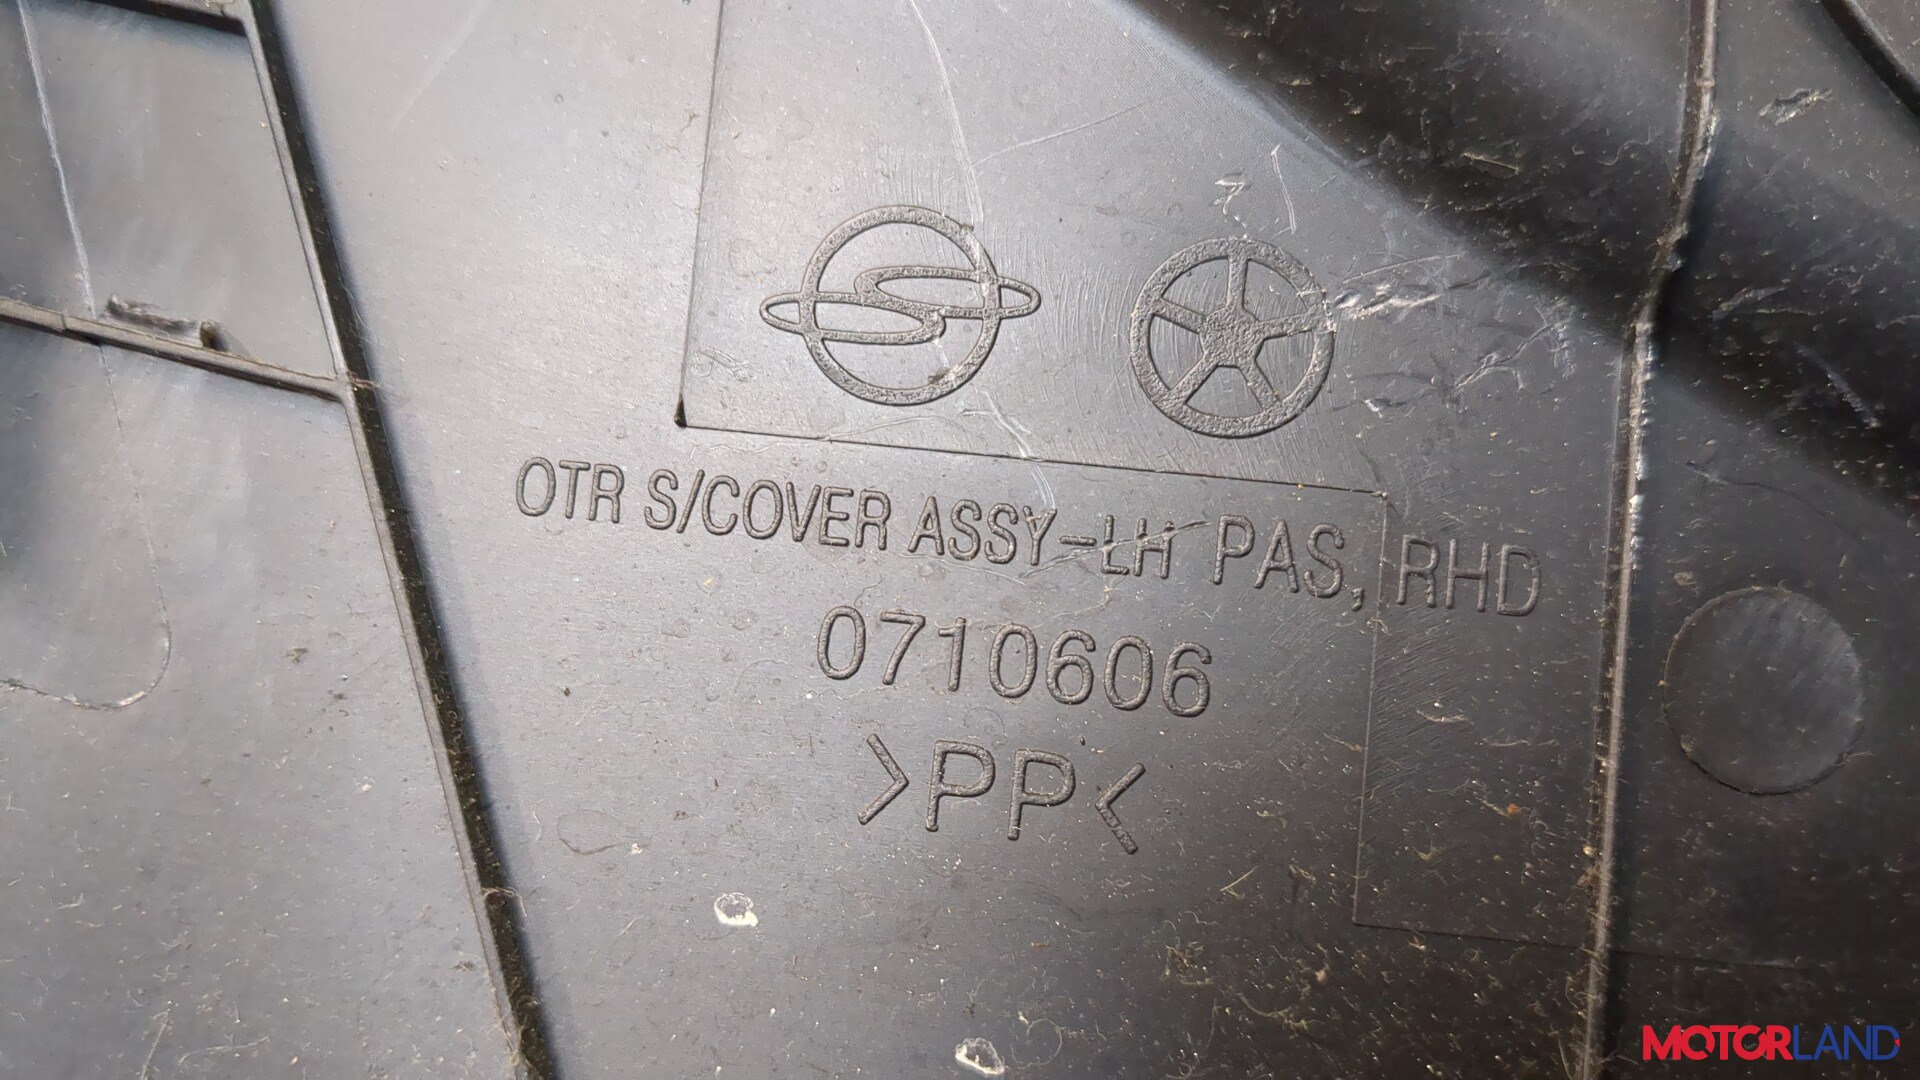 OTR S/COVER ASSY-LH PAS, RHD
0710606
>PP<
MOTORLAND